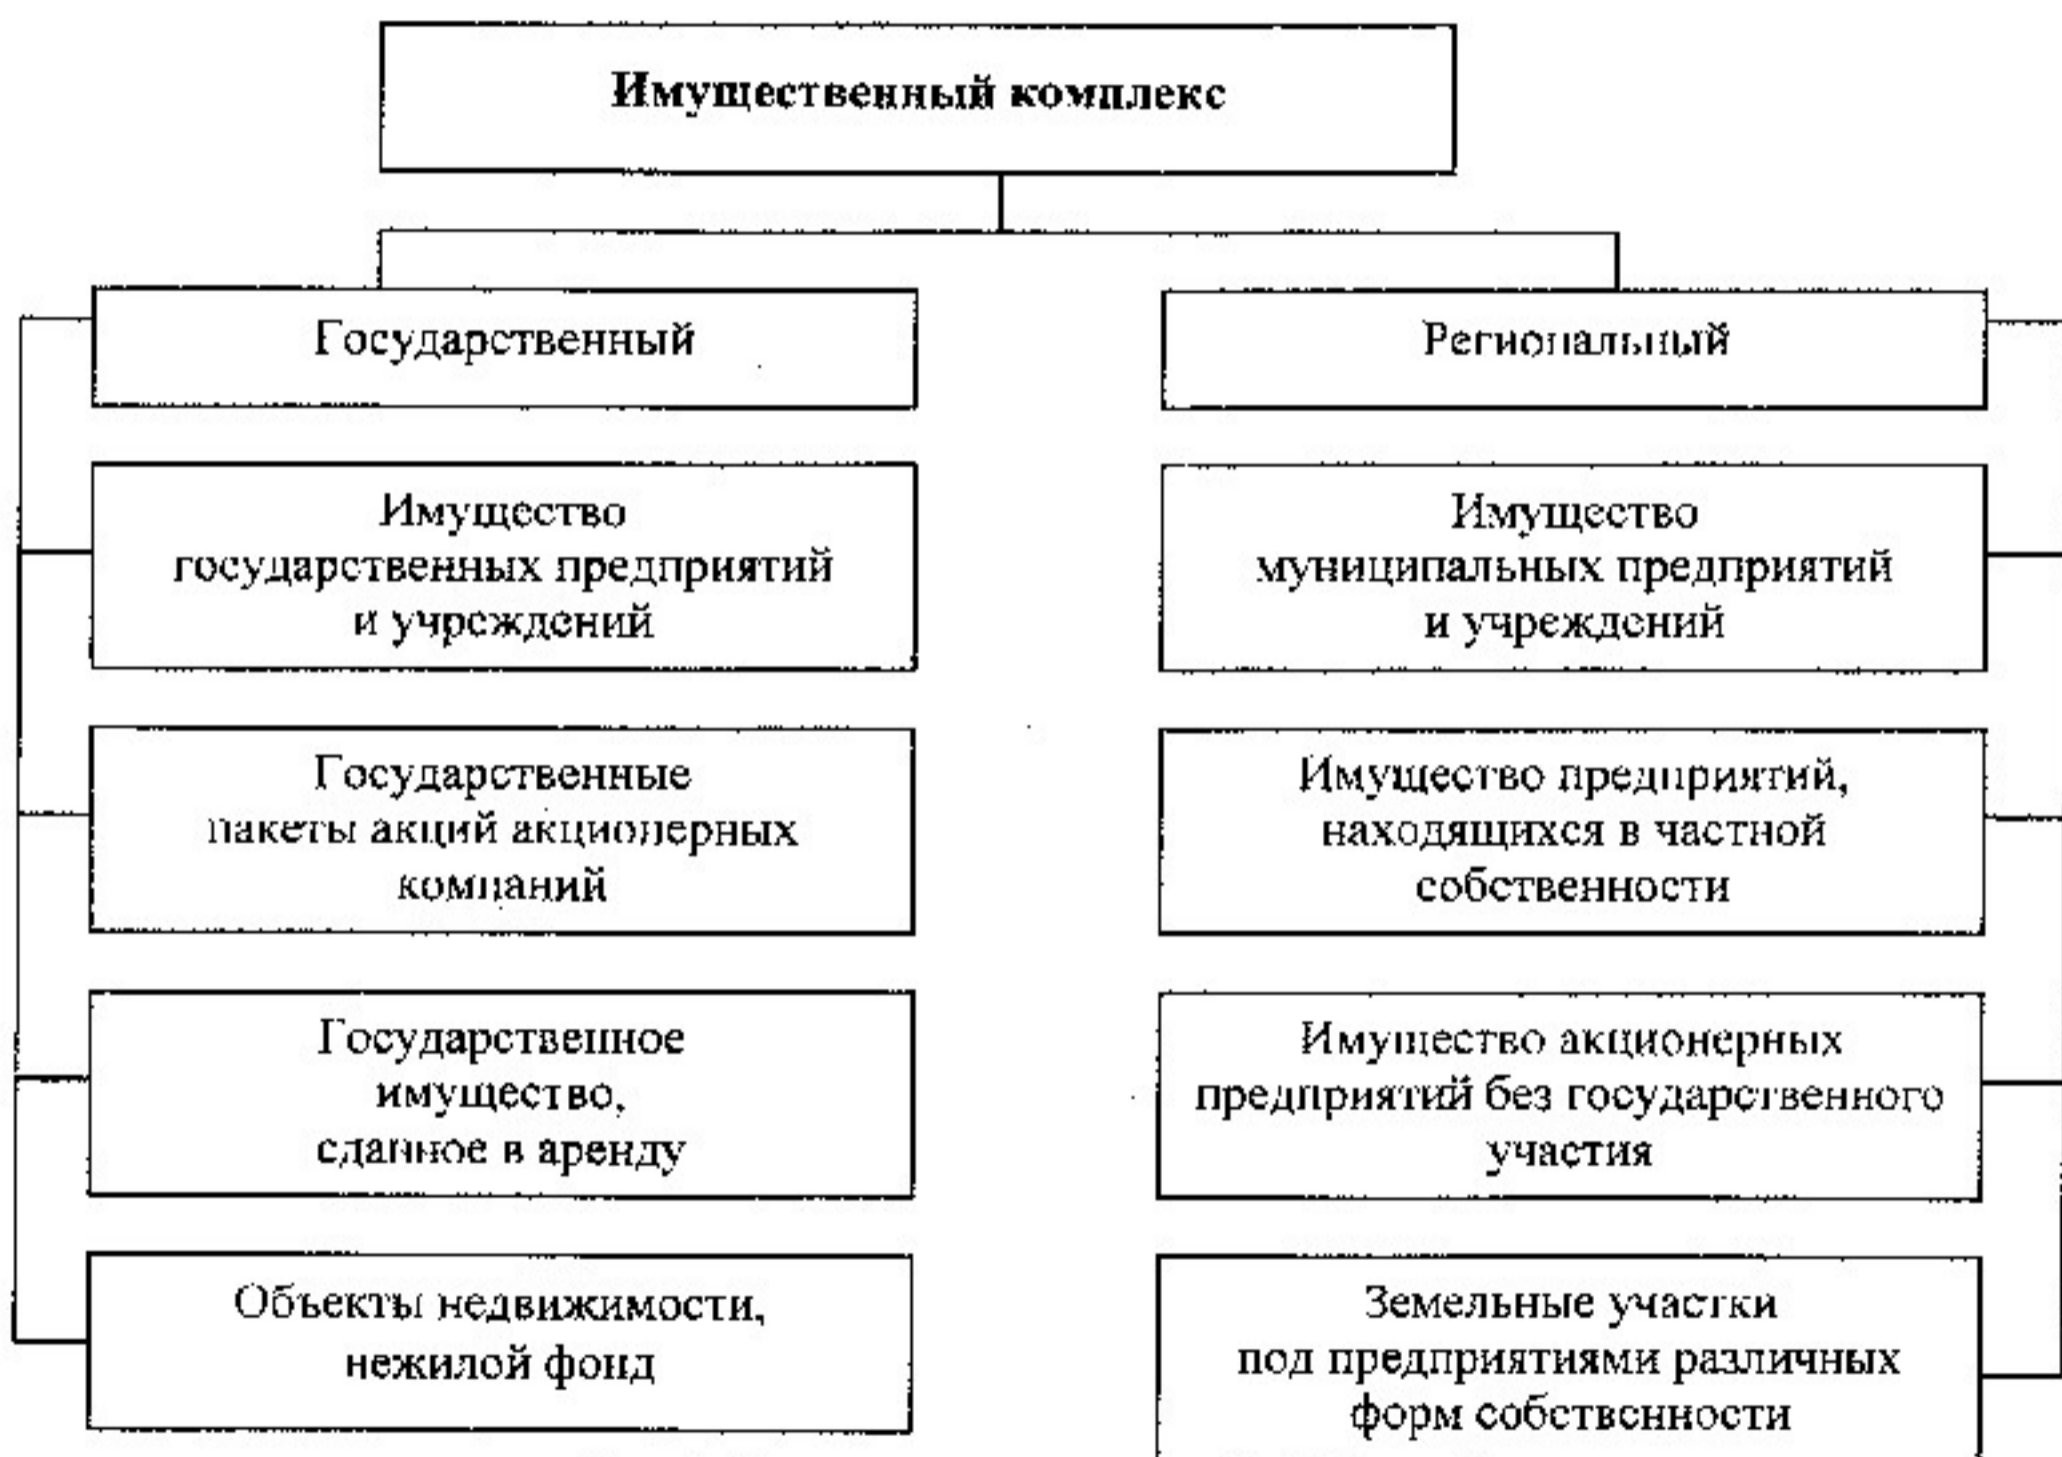 Имущественный комплекс
Государственный
Имущество
государственных предприятий
и учреждений
Государственные
пакеты акций акционерных
компаний
Государственное
имущество,
сданное в аренду
Объекты недвижимости,
нежилой фонд
Региональный
Имущество
муниципальных предприятий
и учреждений
Имущество предприятий,
находящихся в частной
собственности
Имущество акционерных
предприятий без государственного
участия
Земельные участки
под предприятиями различных
форм собственности